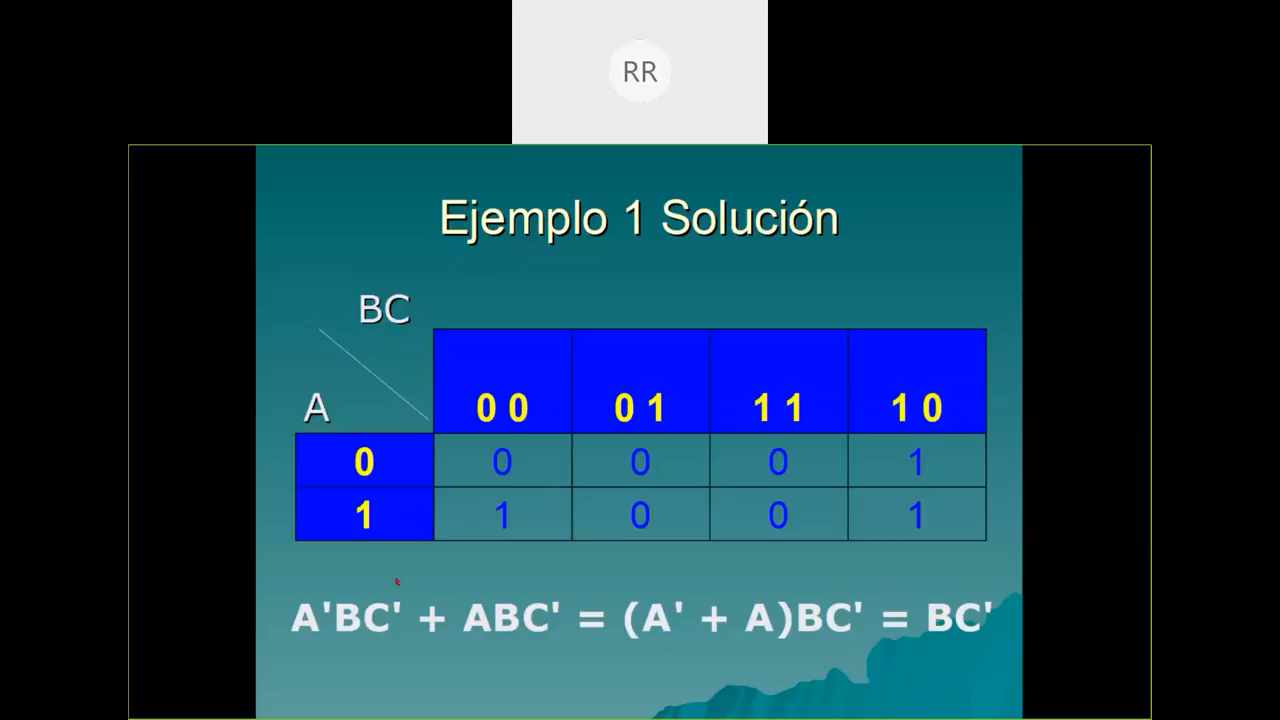 RR
Ejemplo 1 Solución
BC
A
0 0 0 1 1 1 1 0
0 0 0 0 1
1 1 0 0 1
A'BC' + ABC' = (A' + A)BC' = BC'